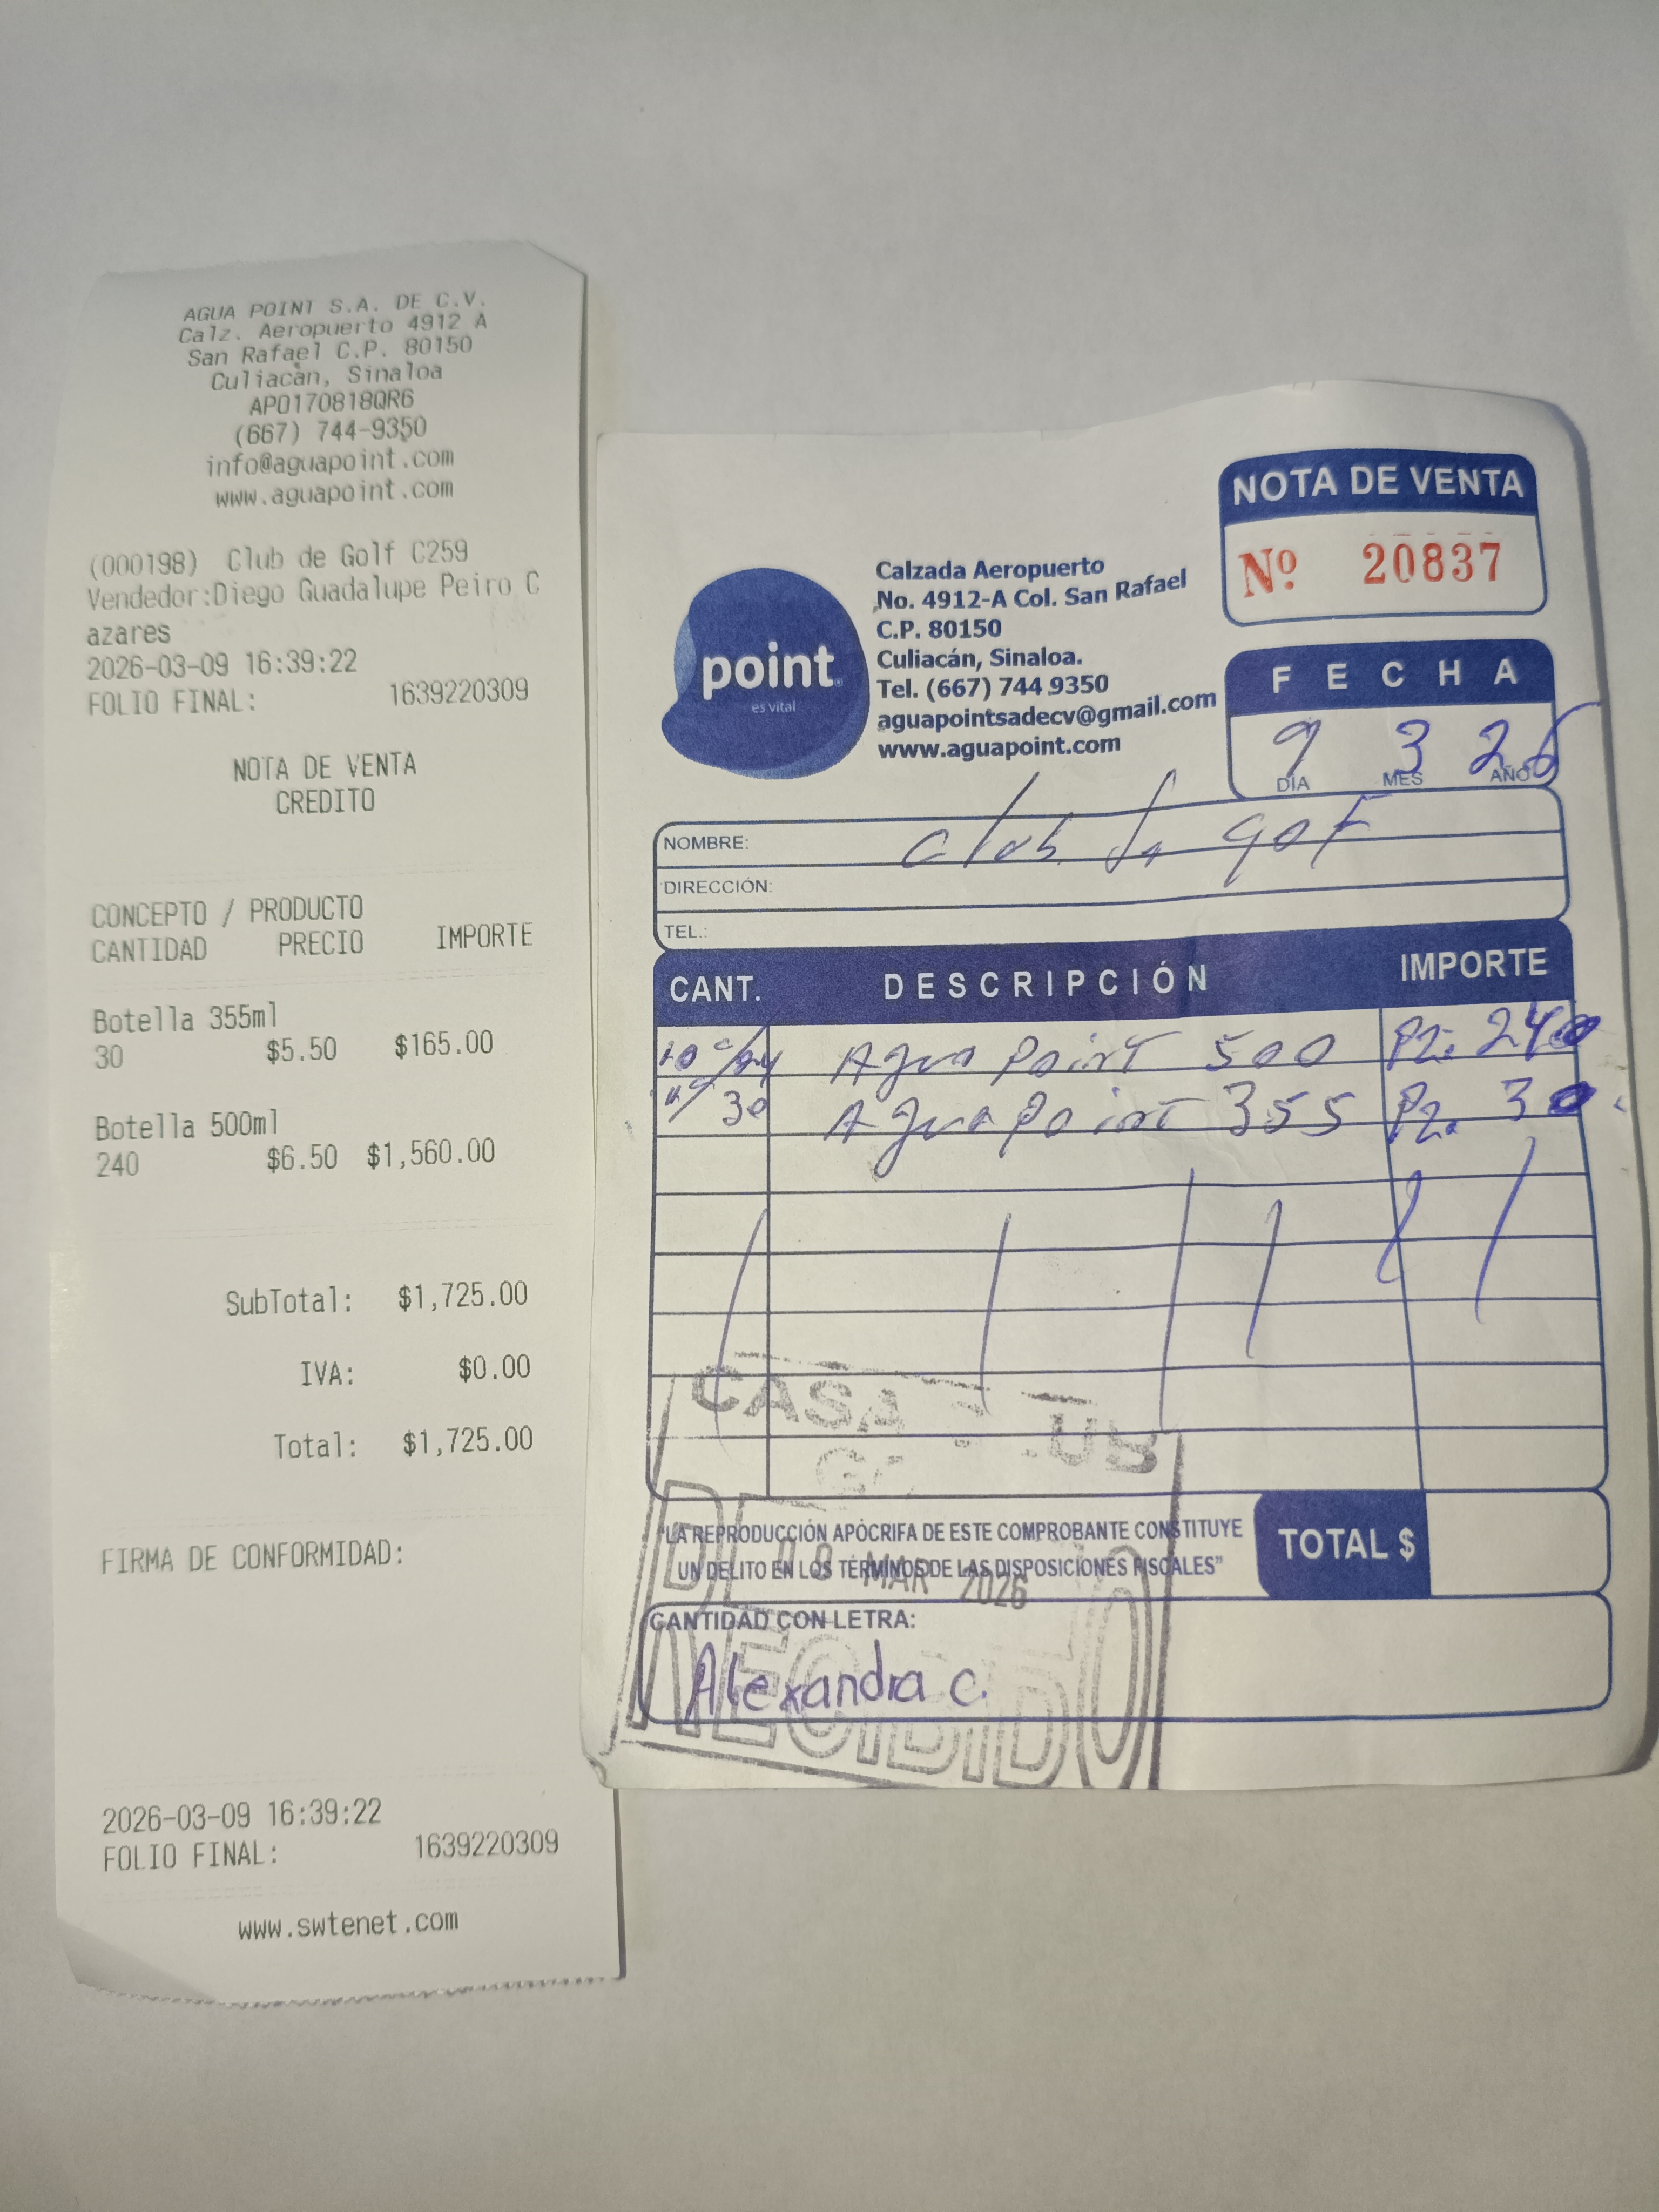 AGUA POINT S.A. DE C.V.
Calz. Aeropuerto 4912 A
San Rafael C.P. 80150
Culiacàn, Sinaloa
APO170818QR6
(667) 744-9350
info@aguapoint.com
www.aguapoint.com
(000198) Club de Golf C259
Vendedor:Diego Guadalupe Peiro C
azares
2026-03-09 16:39:22
FOLIO FINAL: 1639220309
NOTA DE VENTA
CREDITO
CONCEPTO / PRODUCTO
CANTIDAD PRECIO IMPORTE
Botella 355ml
30 $5.50 $165.00
Botella 500ml
240 $6.50 $1,560.00
SubTotal: $1,725.00
IVA: $0.00
Total: $1,725.00
FIRMA DE CONFORMIDAD:
2026-03-09 16:39:22
FOLIO FINAL: 1639220309
www.swtenet.com
point
es vital
Calzada Aeropuerto
No. 4912-A Col. San Rafael
C.P. 80150
Culiacán, Sinaloa.
Tel. (667) 744 9350
aguapointsadecv@gmail.com
www.aguapoint.com
NOTA DE VENTA
Nº 20837
FECHA
9 3 26
DÍA MES AÑO
NOMBRE: club de golf
DIRECCIÓN:
TEL.:
CANT. DESCRIPCIÓN IMPORTE
10 c/24 Agua Point 500 Pz. 240
30 Agua Point 355 Pz. 30
CASA CLUB
"LA REPRODUCCIÓN APÓCRIFA DE ESTE COMPROBANTE CONSTITUYE
UN DELITO EN LOS TÉRMINOS DE LAS DISPOSICIONES FISCALES"
TOTAL $
MAR 2026
CANTIDAD CON LETRA:
Alexandra C.
RECIBIDO